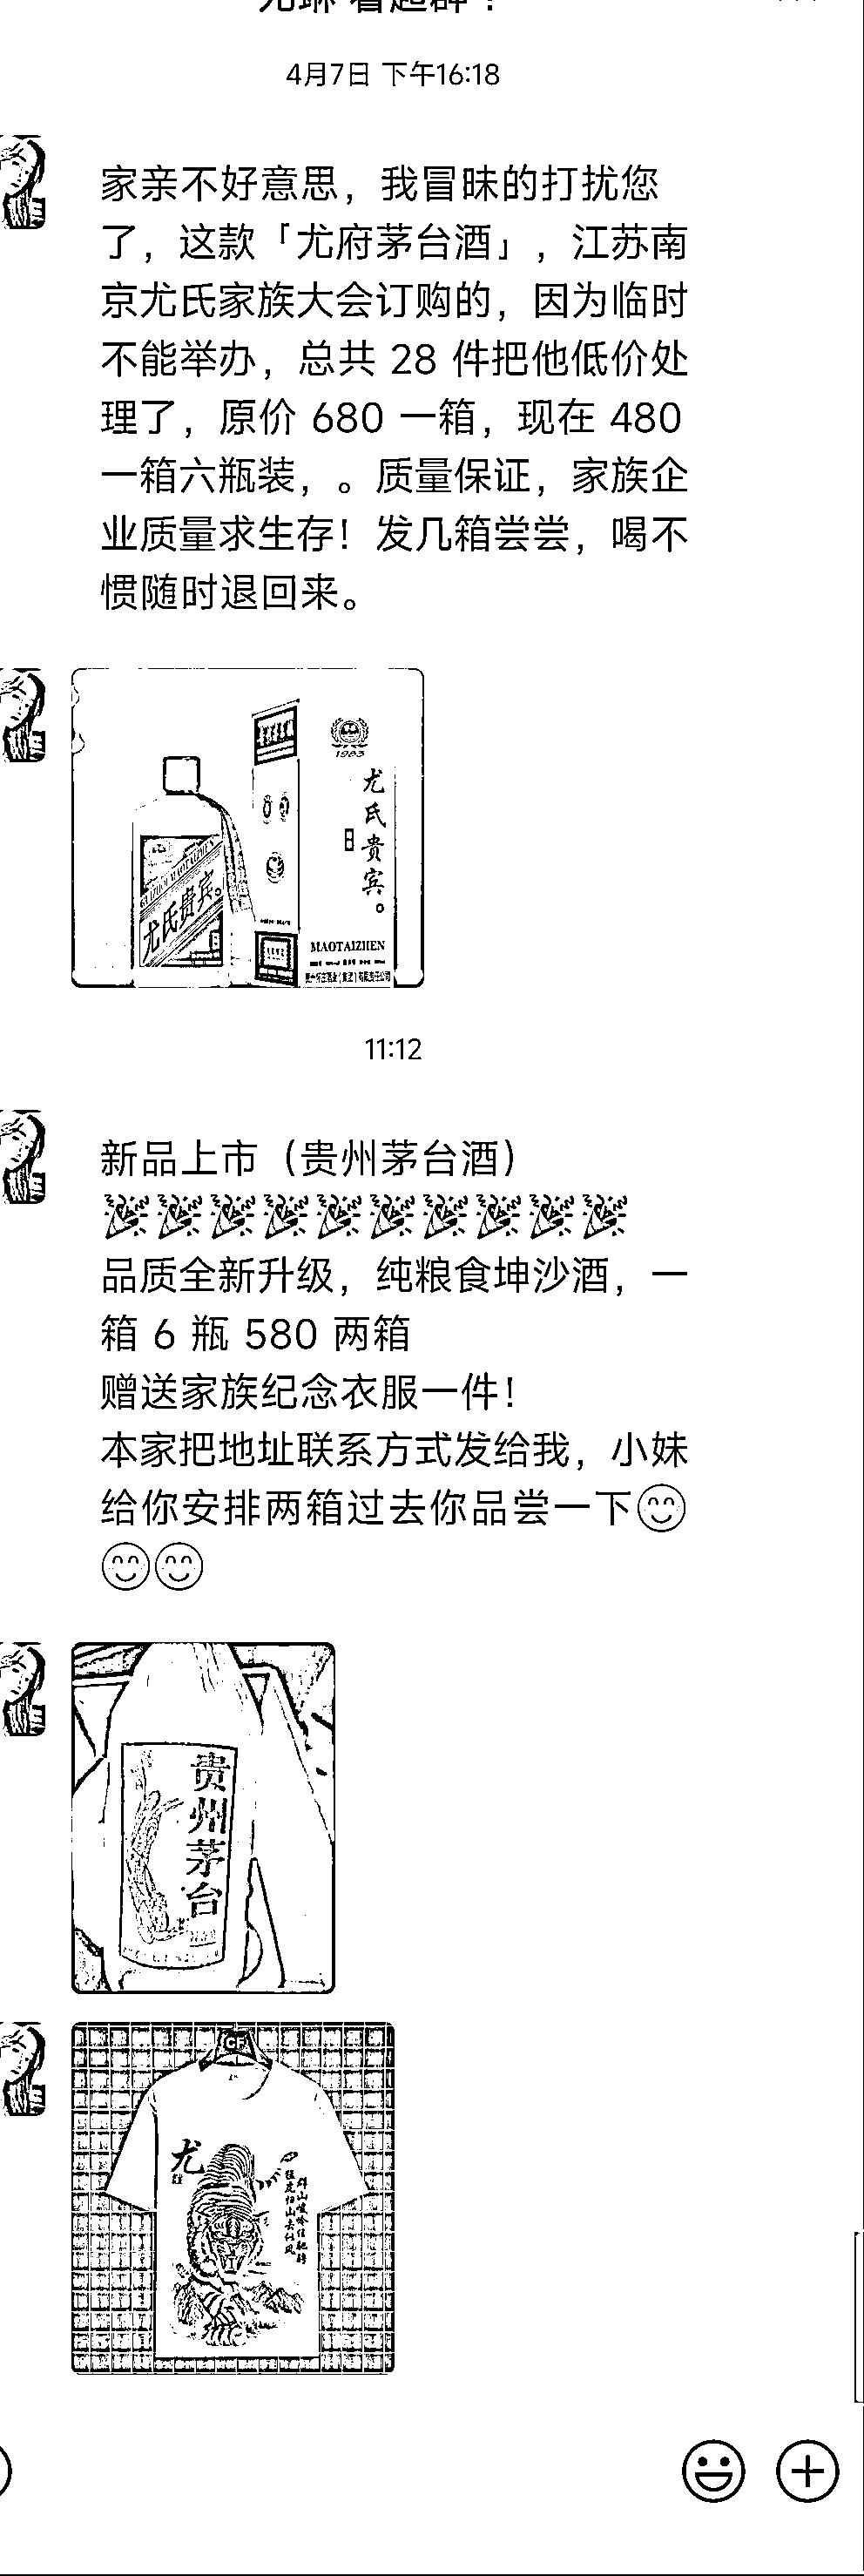 4月7日 下午16:18
家亲不好意思，我冒昧的打扰您
了，这款「尤府茅台酒」，江苏南
京尤氏家族大会订购的，因为临时
不能举办，总共 28 件把他低价处
理了，原价 680 一箱，现在 480
一箱六瓶装，。质量保证，家族企
业质量求生存！发几箱尝尝，喝不
惯随时退回来。
1983
尤氏贵宾。
尤氏贵宾。
MAOTAIZHEN
11:12
新品上市（贵州茅台酒）
🎉🎉🎉🎉🎉🎉🎉🎉🎉🎉
品质全新升级，纯粮食坤沙酒，一
箱 6 瓶 580 两箱
赠送家族纪念衣服一件！
本家把地址联系方式发给我，小妹
给你安排两箱过去你品尝一下😊
😊😊
贵州茅台
CF
尤